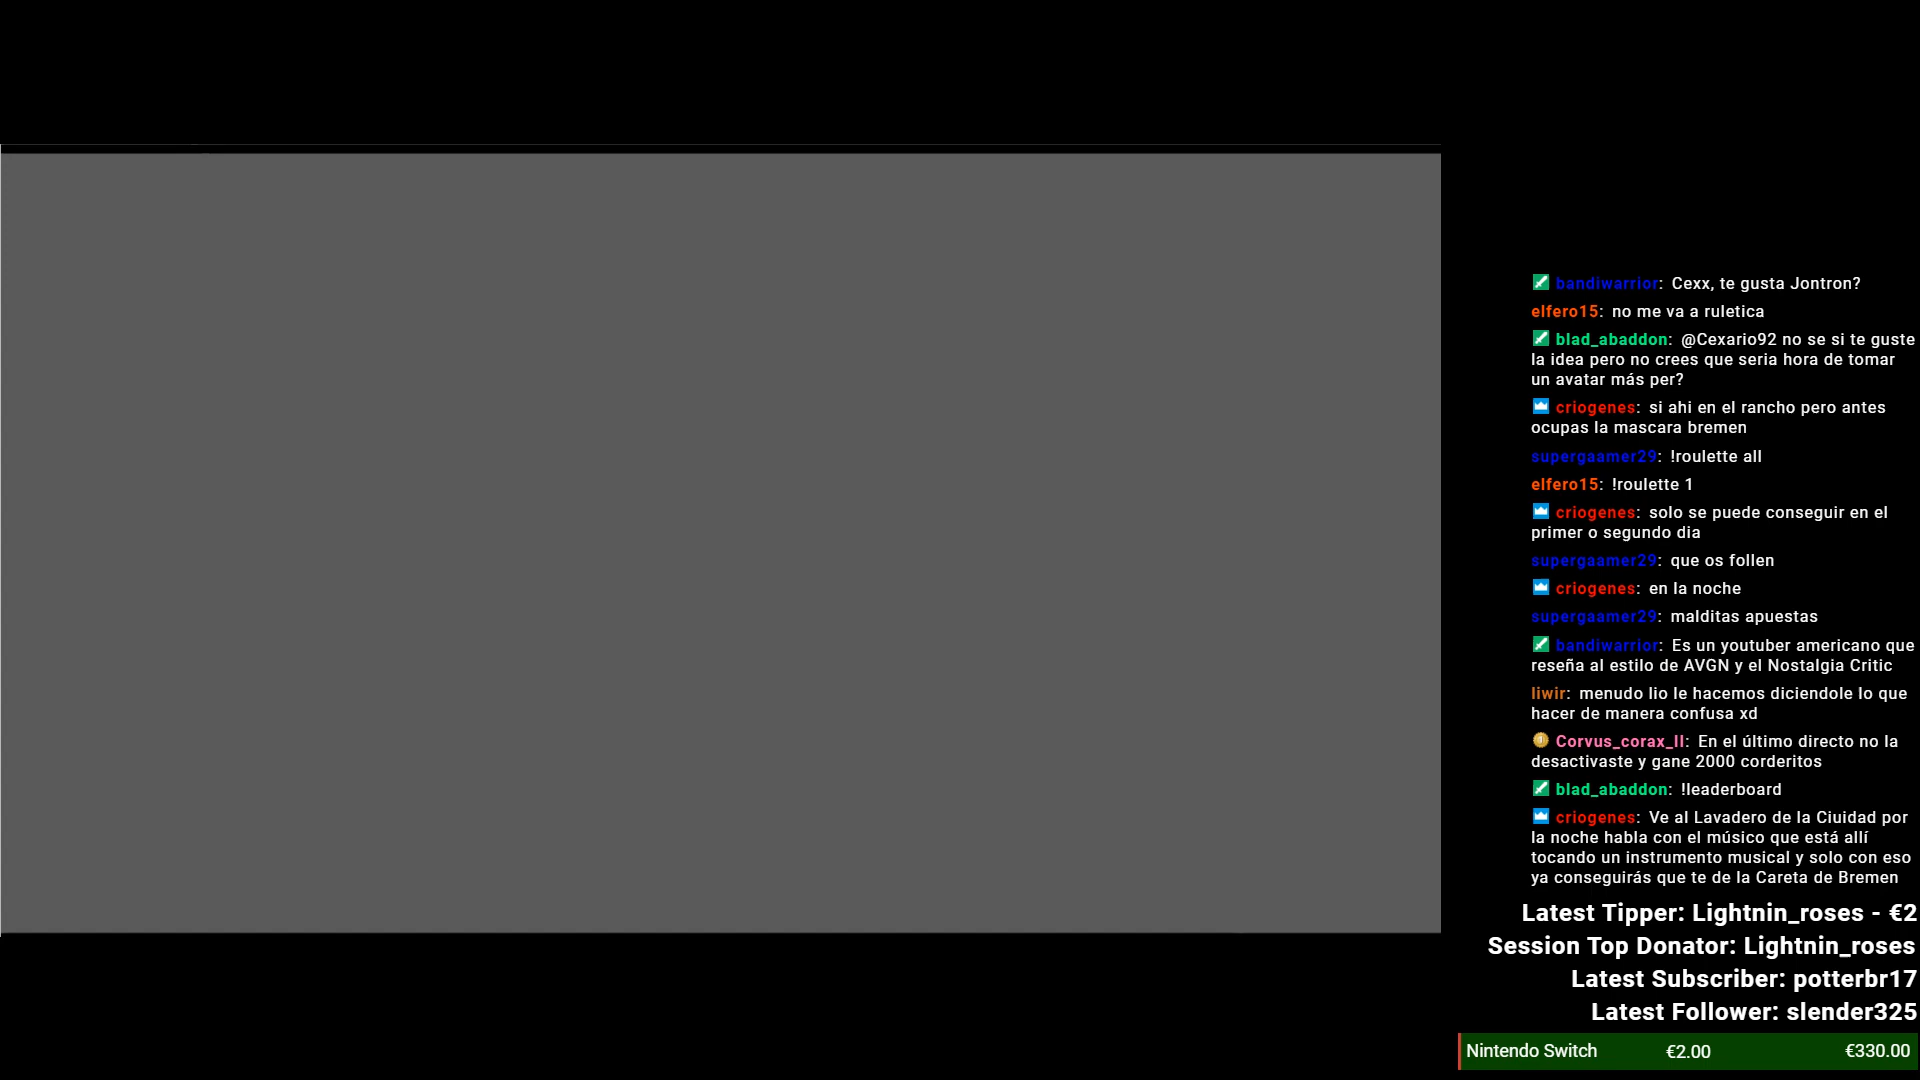 bandiwarrior: Cexx, te gusta Jontron?
elfero15: no me va a ruletica
blad_abaddon: @Cexario92 no se si te guste
la idea pero no crees que seria hora de tomar
un avatar más per?
criogenes: si ahi en el rancho pero antes
ocupas la mascara bremen
supergaamer29: !roulette all
elfero15: !roulette 1
criogenes: solo se puede conseguir en el
primer o segundo dia
supergaamer29: que os follen
criogenes: en la noche
supergaamer29: malditas apuestas
bandiwarrior: Es un youtuber americano que
reseña al estilo de AVGN y el Nostalgia Critic
liwir: menudo lio le hacemos diciendole lo que
hacer de manera confusa xd
Corvus_corax_II: En el último directo no la
desactivaste y gane 2000 corderitos
blad_abaddon: !leaderboard
criogenes: Ve al Lavadero de la Ciuidad por
la noche habla con el músico que está allí
tocando un instrumento musical y solo con eso
ya conseguirás que te de la Careta de Bremen
Latest Tipper: Lightnin_roses - €2
Session Top Donator: Lightnin_roses
Latest Subscriber: potterbr17
Latest Follower: slender325
Nintendo Switch €2.00 €330.00